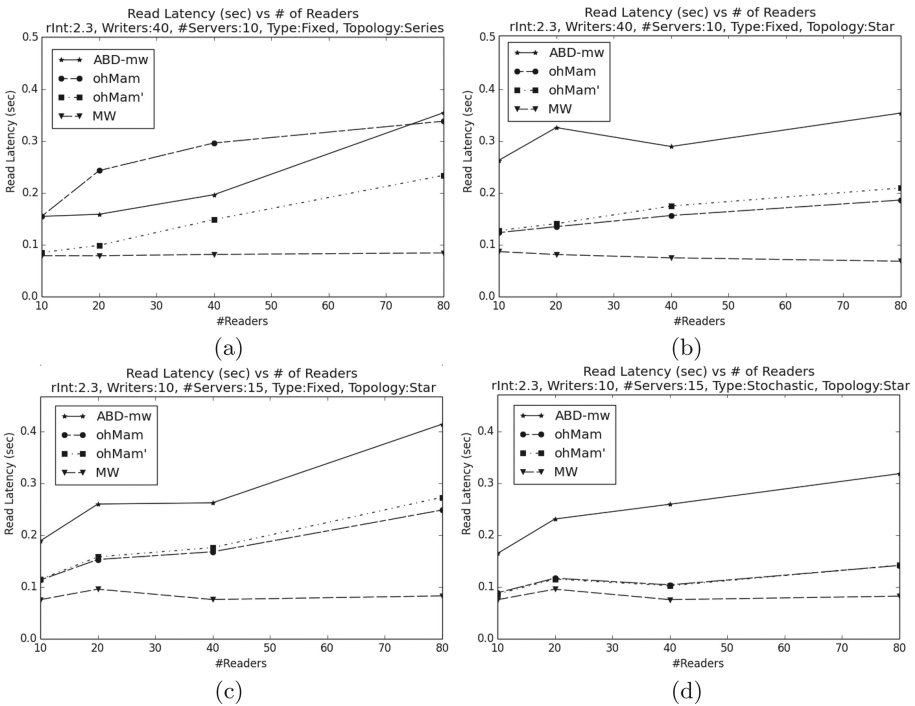 Read Latency (sec) vs # of Readers
rInt:2.3, Writers:40, #Servers:10, Type:Fixed, Topology:Series
0.5
0.4
0.3
0.2
0.1
0.0
Read Latency (sec)
ABD-mw
ohMam
ohMam'
MW
10 20 30 40 50 60 70 80
#Readers
(a)
Read Latency (sec) vs # of Readers
rInt:2.3, Writers:40, #Servers:10, Type:Fixed, Topology:Star
0.5
0.4
0.3
0.2
0.1
0.0
Read Latency (sec)
ABD-mw
ohMam
ohMam'
MW
10 20 30 40 50 60 70 80
#Readers
(b)
Read Latency (sec) vs # of Readers
rInt:2.3, Writers:10, #Servers:15, Type:Fixed, Topology:Star
0.4
0.3
0.2
0.1
0.0
Read Latency (sec)
ABD-mw
ohMam
ohMam'
MW
10 20 30 40 50 60 70 80
#Readers
(c)
Read Latency (sec) vs # of Readers
rInt:2.3, Writers:10, #Servers:15, Type:Stochastic, Topology:Star
0.4
0.3
0.2
0.1
0.0
Read Latency (sec)
ABD-mw
ohMam
ohMam'
MW
10 20 30 40 50 60 70 80
#Readers
(d)